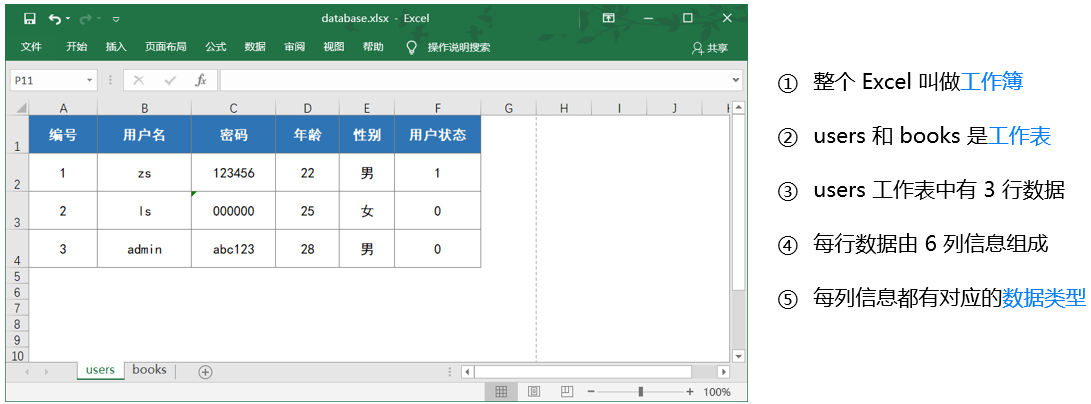 database.xlsx - Excel
文件 开始 插入 页面布局 公式 数据 审阅 视图 帮助 操作说明搜索 共享
P11 fx
A B C D E F G H I J
1 编号 用户名 密码 年龄 性别 用户状态
2 1 zs 123456 22 男 1
3 2 ls 000000 25 女 0
4 3 admin abc123 28 男 0
5
6
7
8
9
10
users books
100%
① 整个 Excel 叫做工作簿
② users 和 books 是工作表
③ users 工作表中有 3 行数据
④ 每行数据由 6 列信息组成
⑤ 每列信息都有对应的数据类型